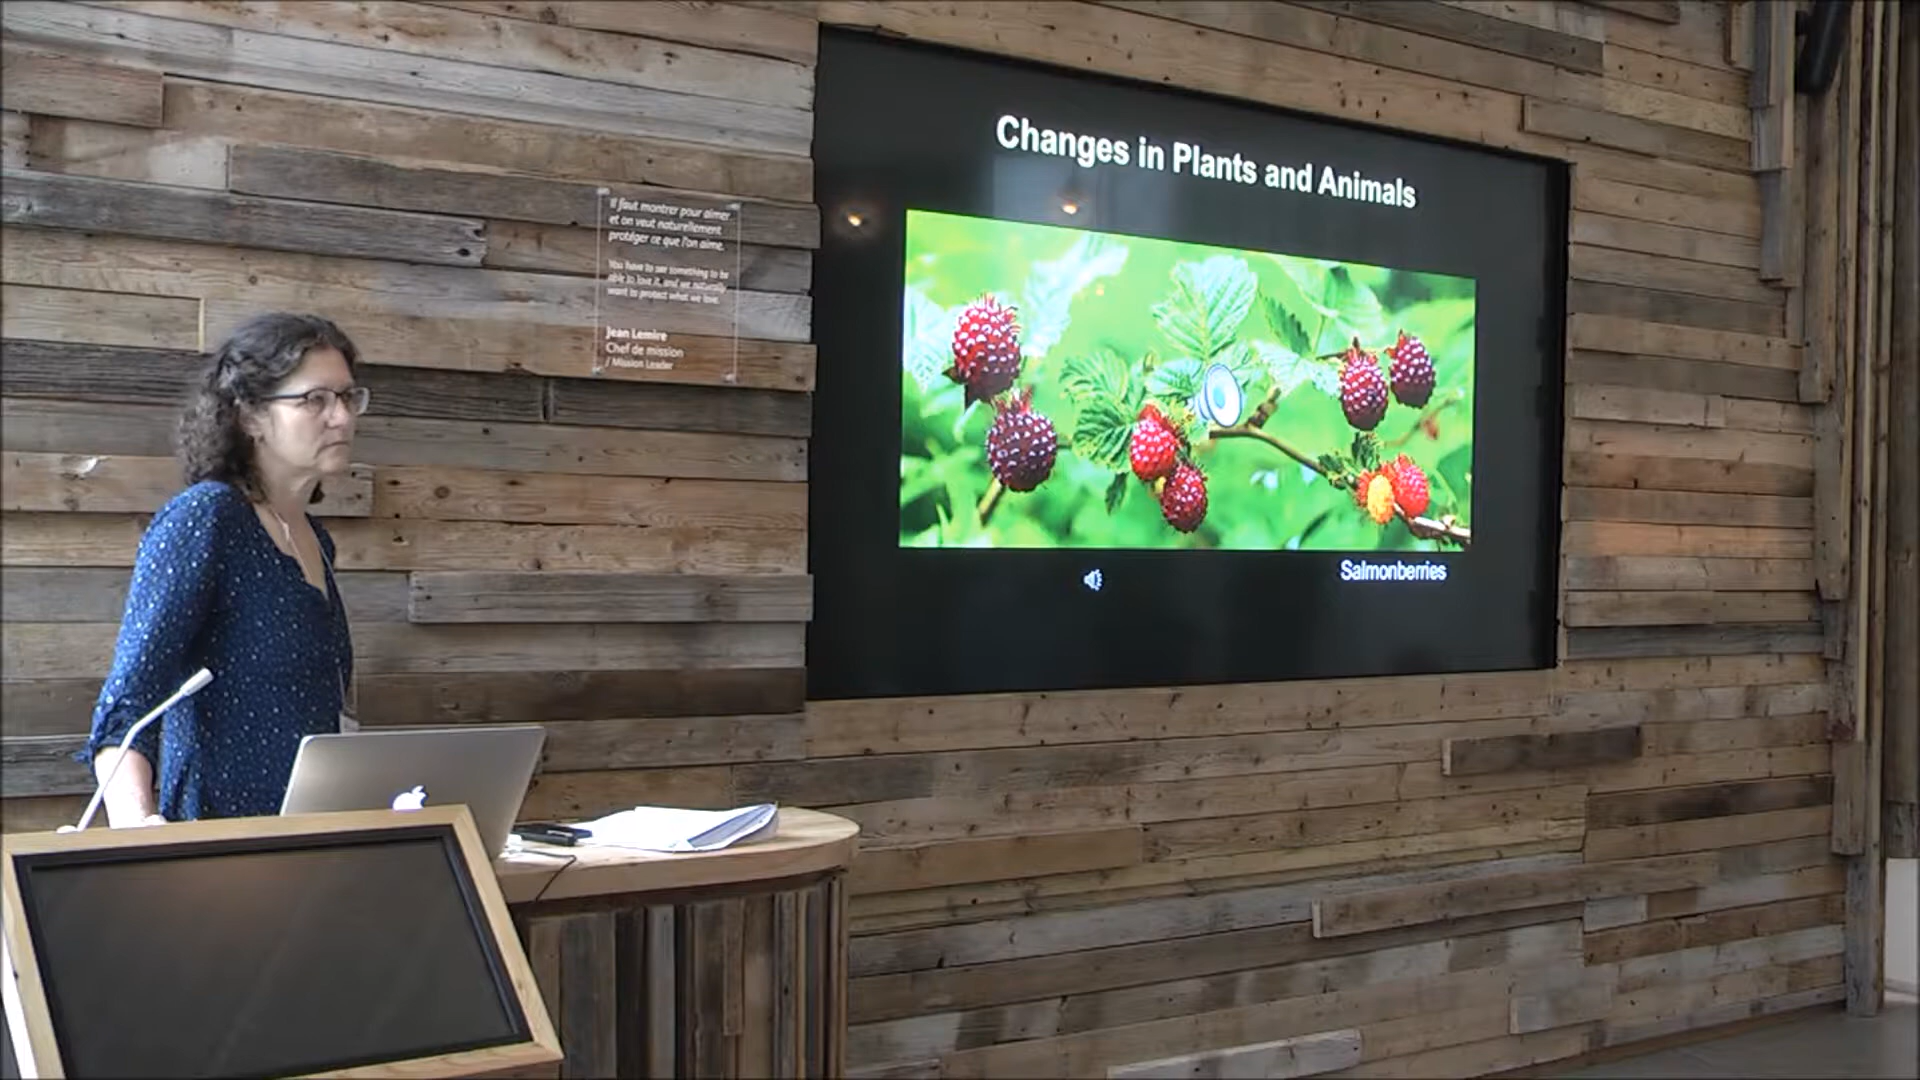 Changes in Plants and Animals
Il faut montrer pour aimer
et on veut naturellement
protéger ce que l'on aime.
You have to see something to be
able to love it, and we naturally
want to protect what we love.
Jean Lemire
Chef de mission
/ Mission Leader
Salmonberries